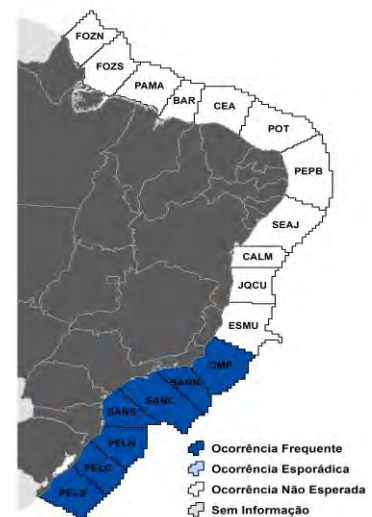 FOZN
FOZS
PAMA
BAR
CEA
POT
PEPB
SEAJ
CALM
JQCU
ESMU
CMP
SANN
SANC
SANS
PELN
PELC
PELS
Ocorrência Frequente
Ocorrência Esporádica
Ocorrência Não Esperada
Sem Informação